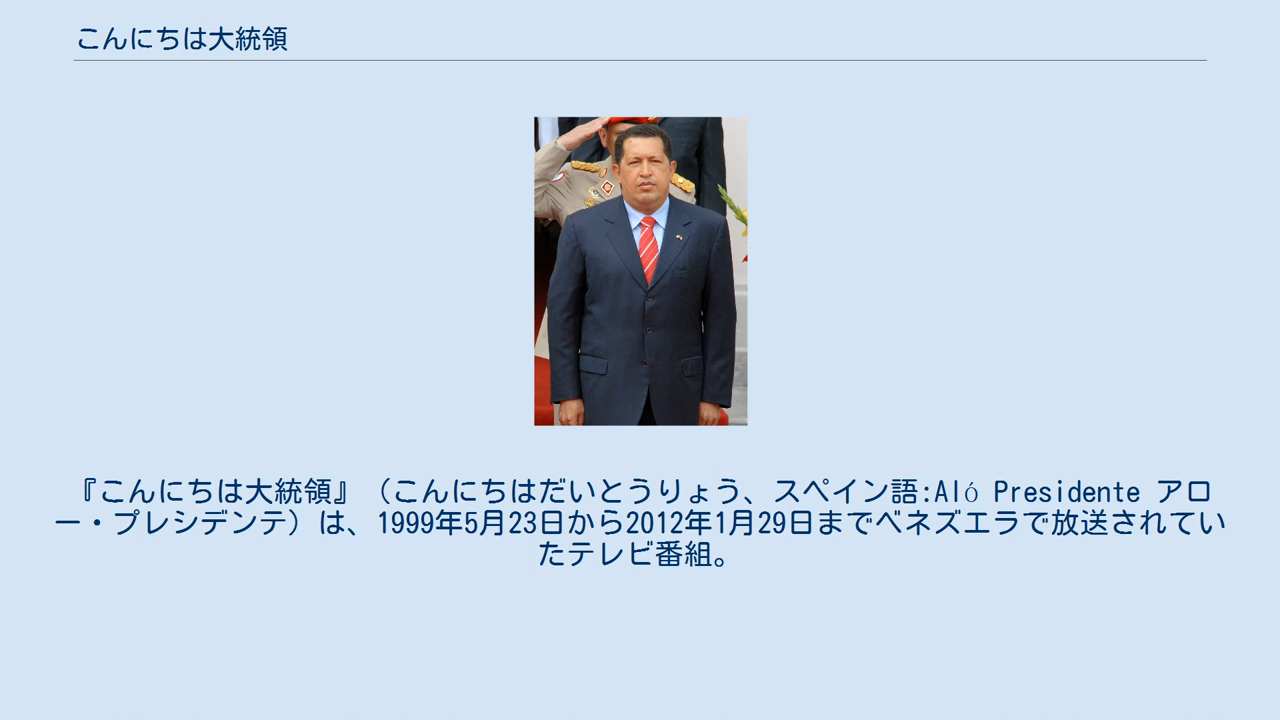 こんにちは大統領
『こんにちは大統領』（こんにちはだいとうりょう、スペイン語:Aló Presidente アロ
ー・プレシデンテ）は、1999年5月23日から2012年1月29日までベネズエラで放送されてい
たテレビ番組。